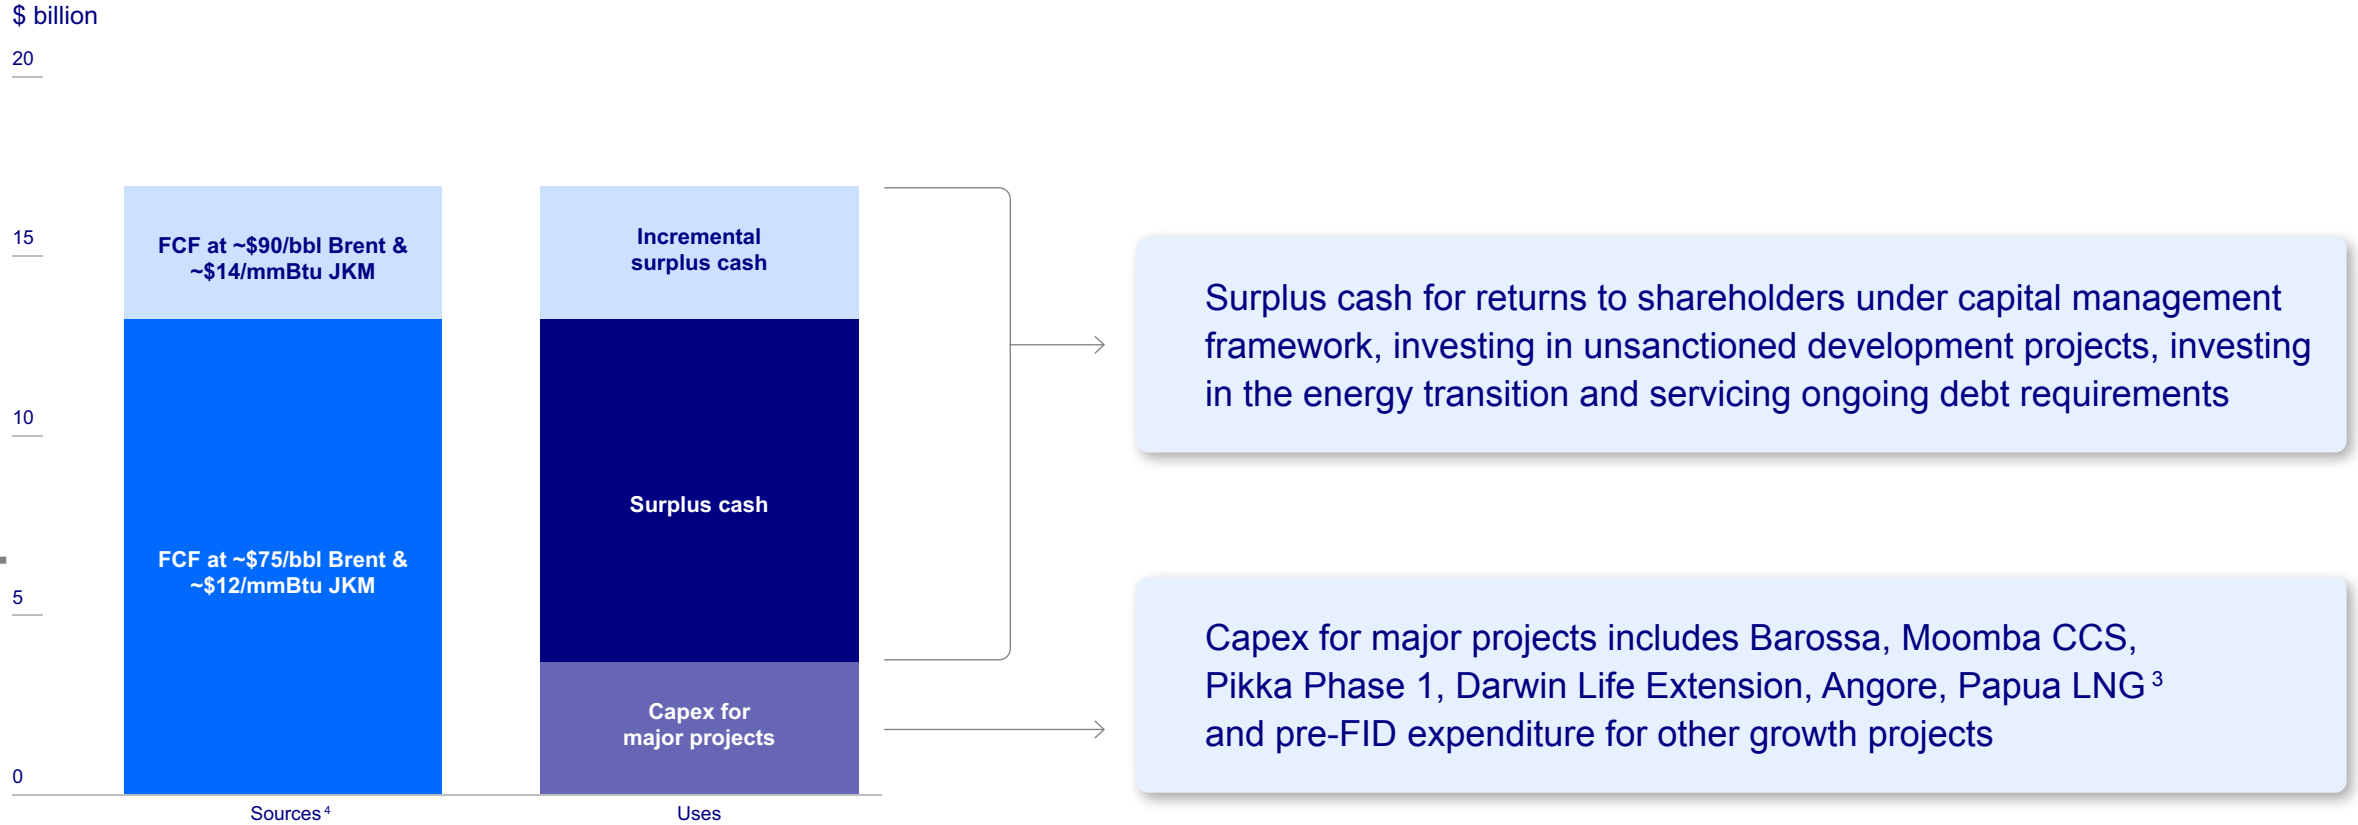 $ billion
20
15
10
5
0
FCF at ~$90/bbl Brent &
~$14/mmBtu JKM
FCF at ~$75/bbl Brent &
~$12/mmBtu JKM
Sources 4
Incremental
surplus cash
Surplus cash
Capex for
major projects
Uses
Surplus cash for returns to shareholders under capital management
framework, investing in unsanctioned development projects, investing
in the energy transition and servicing ongoing debt requirements
Capex for major projects includes Barossa, Moomba CCS,
Pikka Phase 1, Darwin Life Extension, Angore, Papua LNG 3
and pre-FID expenditure for other growth projects